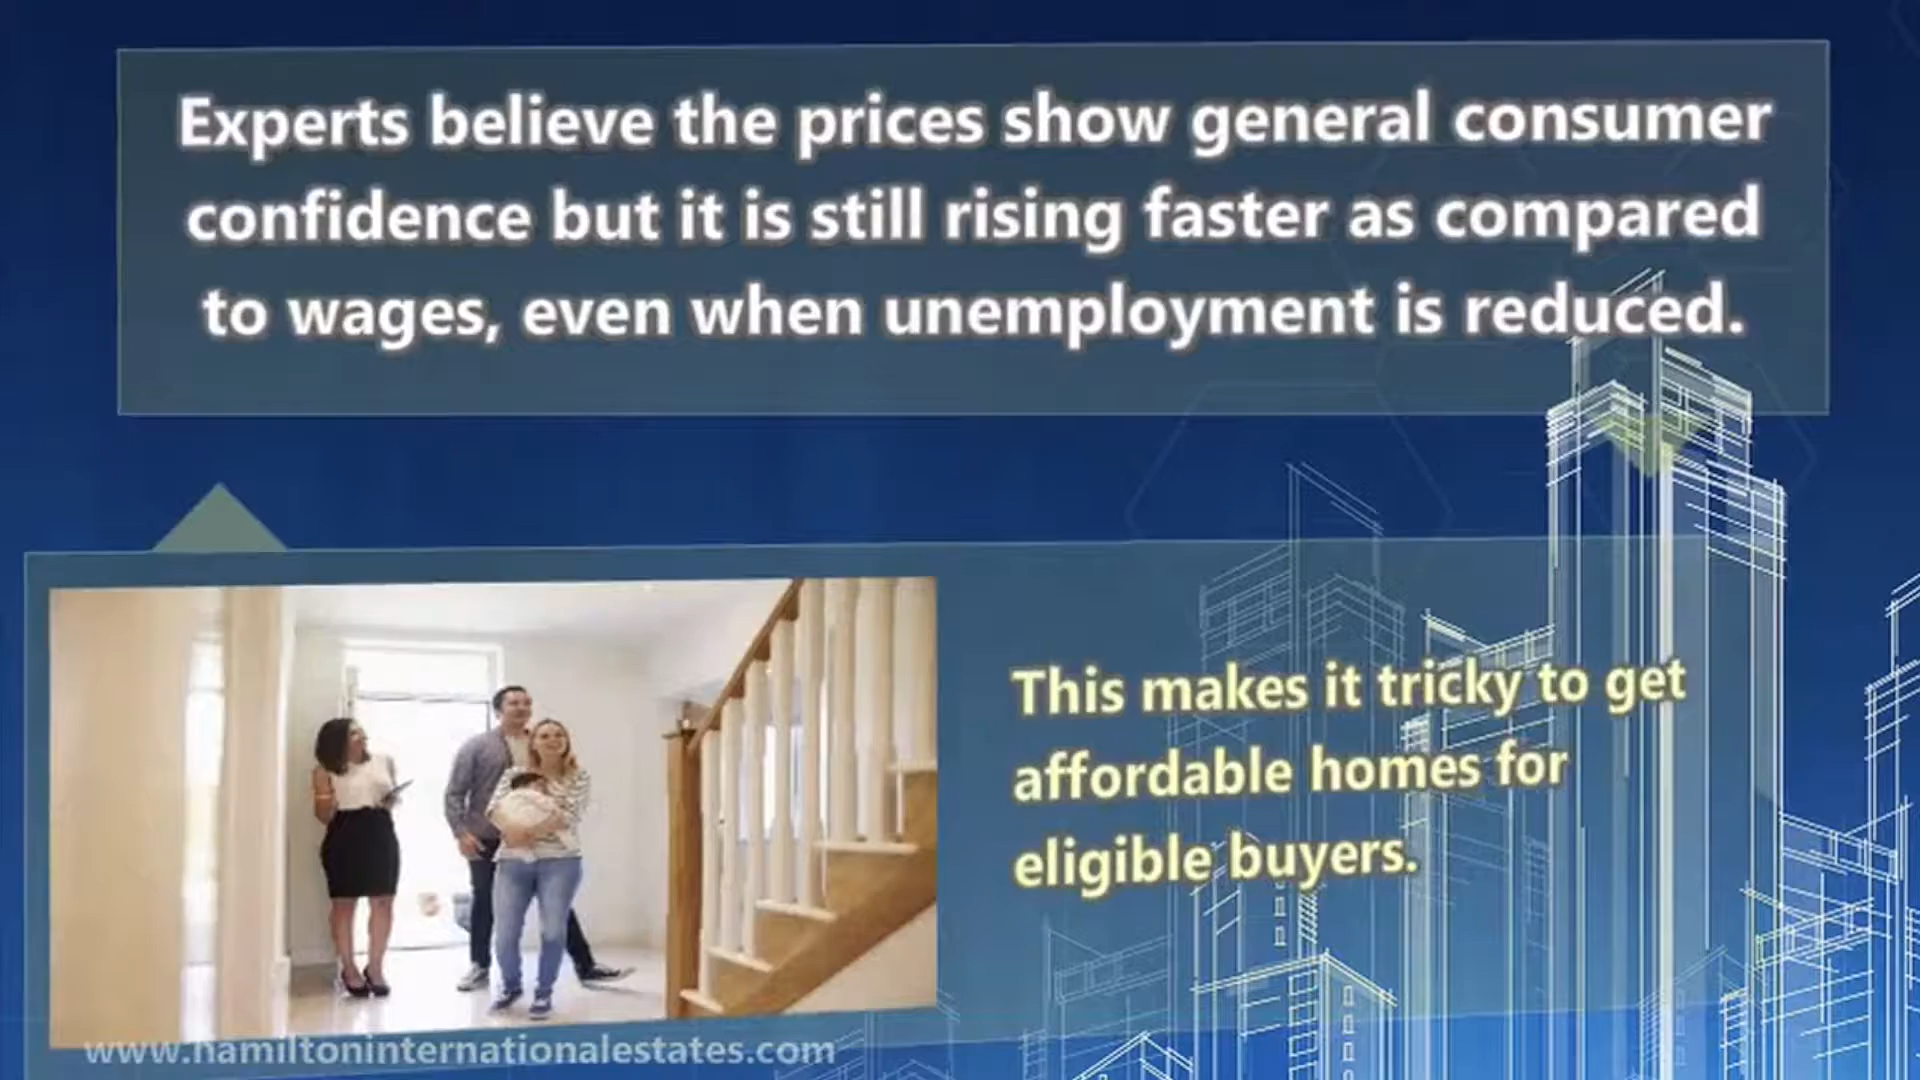 Experts believe the prices show general consumer
confidence but it is still rising faster as compared
to wages, even when unemployment is reduced.
This makes it tricky to get
affordable homes for
eligible buyers.
www.hamiltoninternationalestates.com